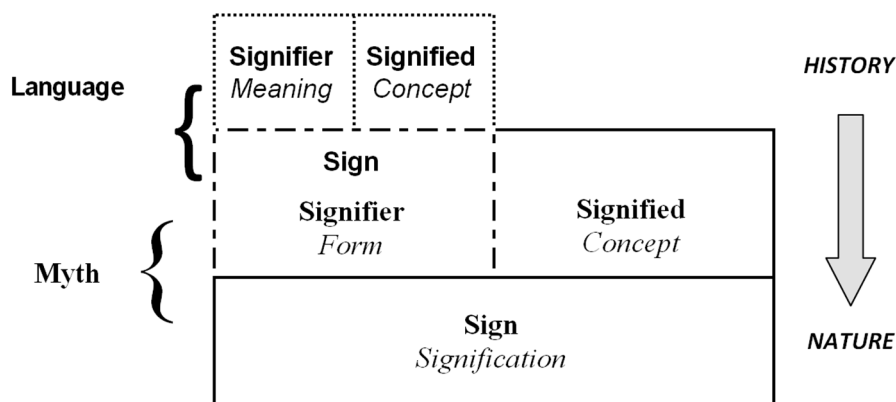 Signifier Signified
Meaning Concept
HISTORY
Language
Sign
Signifier Signified
Form Concept
Myth
Sign
Signification
NATURE